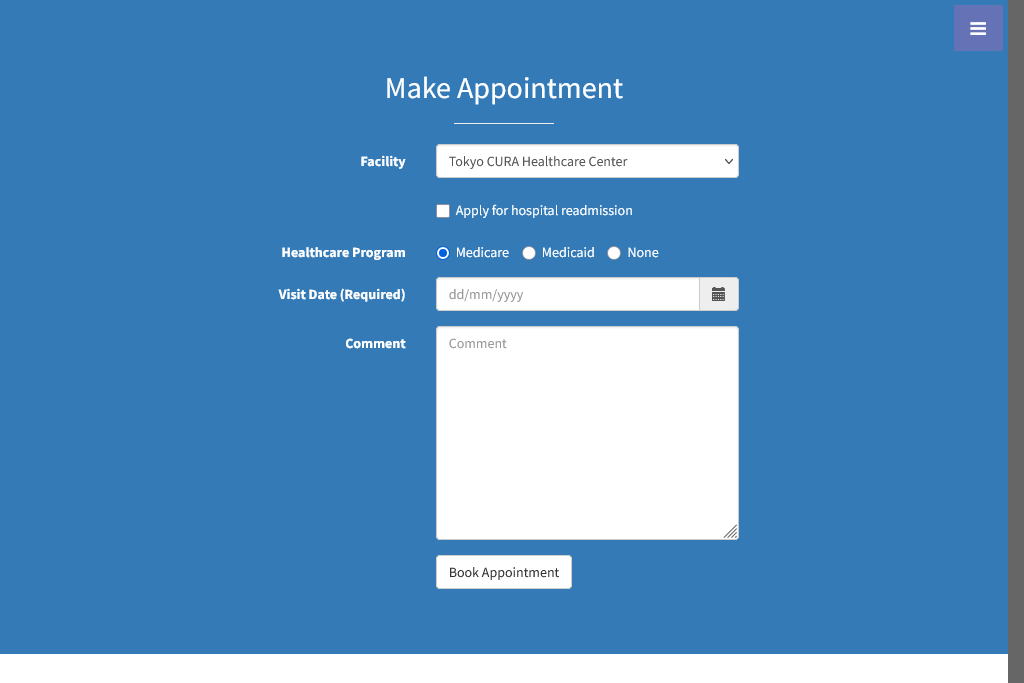 Make Appointment
Facility
Tokyo CURA Healthcare Center
Apply for hospital readmission
Healthcare Program
Medicare
Medicaid
None
Visit Date (Required)
dd/mm/yyyy
Comment
Comment
Book Appointment